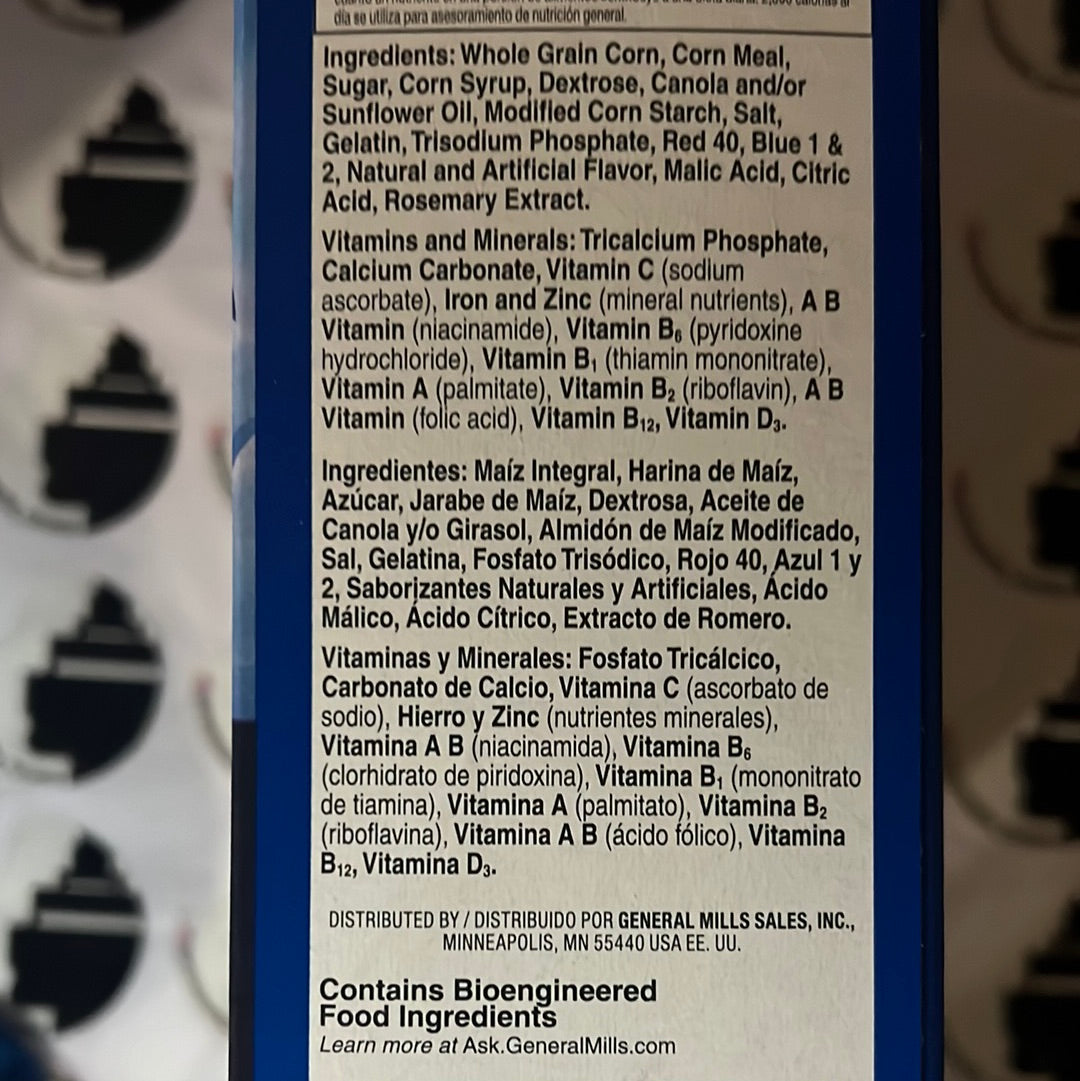 día se utiliza para asesoramiento de nutrición general.
Ingredients: Whole Grain Corn, Corn Meal,
Sugar, Corn Syrup, Dextrose, Canola and/or
Sunflower Oil, Modified Corn Starch, Salt,
Gelatin, Trisodium Phosphate, Red 40, Blue 1 &
2, Natural and Artificial Flavor, Malic Acid, Citric
Acid, Rosemary Extract.
Vitamins and Minerals: Tricalcium Phosphate,
Calcium Carbonate, Vitamin C (sodium
ascorbate), Iron and Zinc (mineral nutrients), A B
Vitamin (niacinamide), Vitamin B₆ (pyridoxine
hydrochloride), Vitamin B₁ (thiamin mononitrate),
Vitamin A (palmitate), Vitamin B₂ (riboflavin), A B
Vitamin (folic acid), Vitamin B₁₂, Vitamin D₃.
Ingredientes: Maíz Integral, Harina de Maíz,
Azúcar, Jarabe de Maíz, Dextrosa, Aceite de
Canola y/o Girasol, Almidón de Maíz Modificado,
Sal, Gelatina, Fosfato Trisódico, Rojo 40, Azul 1 y
2, Saborizantes Naturales y Artificiales, Ácido
Málico, Ácido Cítrico, Extracto de Romero.
Vitaminas y Minerales: Fosfato Tricálcico,
Carbonato de Calcio, Vitamina C (ascorbato de
sodio), Hierro y Zinc (nutrientes minerales),
Vitamina A B (niacinamida), Vitamina B₆
(clorhidrato de piridoxina), Vitamina B₁ (mononitrato
de tiamina), Vitamina A (palmitato), Vitamina B₂
(riboflavina), Vitamina A B (ácido fólico), Vitamina
B₁₂, Vitamina D₃.
DISTRIBUTED BY / DISTRIBUIDO POR GENERAL MILLS SALES, INC.,
MINNEAPOLIS, MN 55440 USA EE. UU.
Contains Bioengineered
Food Ingredients
Learn more at Ask.GeneralMills.com